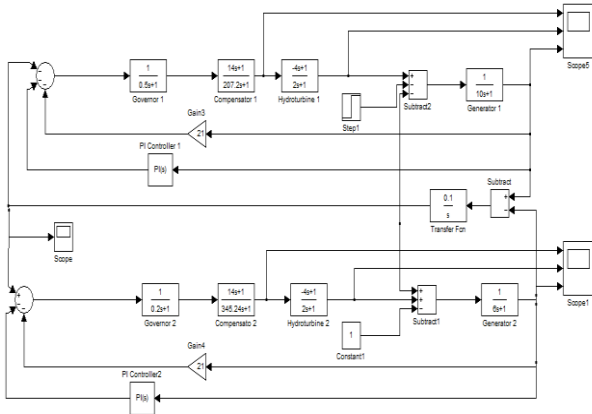 1
0.5s+1
Governor 1
14s+1
207.2s+1
Compensator 1
-4s+1
2s+1
Hydroturbine 1
Step1
Subtract2
1
10s+1
Generator 1
Scope5
Gain3
21
PI Controller 1
PI(s)
Scope
0.1
s
Transfer Fcn
Subtract
1
0.2s+1
Governor 2
14s+1
345.24s+1
Compensato 2
-4s+1
2s+1
Hydroturbine 2
1
Constant1
Subtract1
1
6s+1
Generator 2
Scope1
Gain4
21
PI Controller2
PI(s)